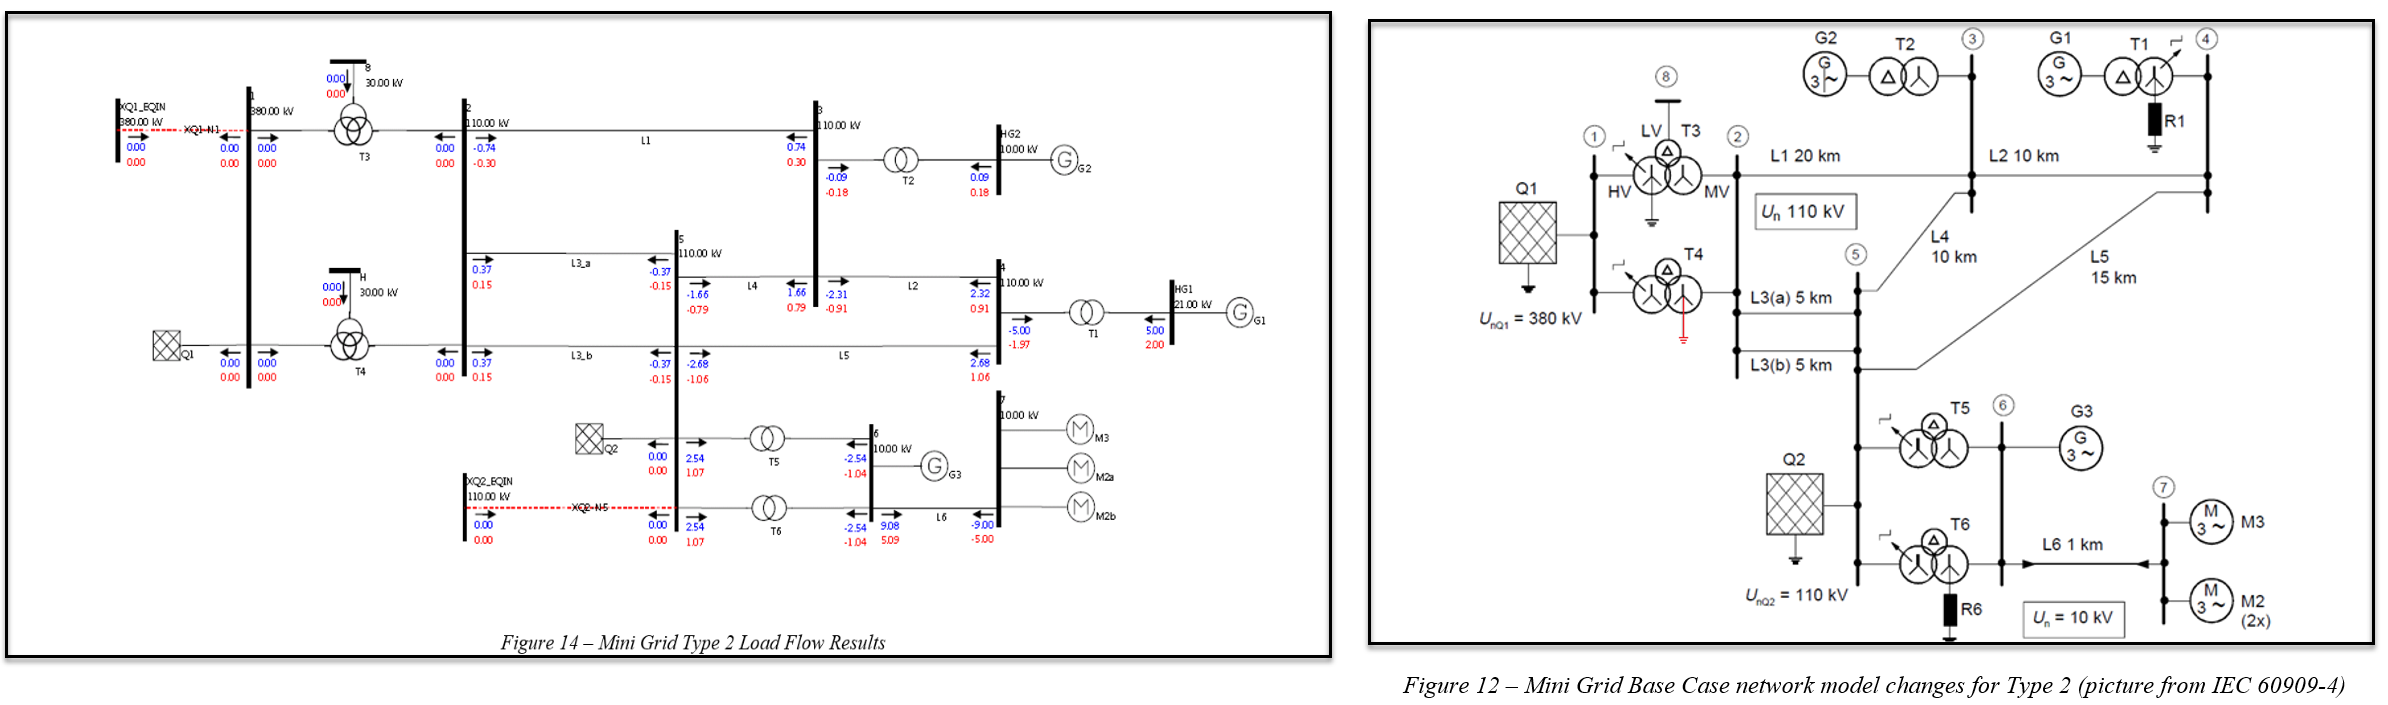 XQ1_EQIN
380.00 kV
XQ1-N1
0.00
0.00
0.00
0.00
1
380.00 kV
0.00
0.00
8
30.00 kV
0.00
0.00
T3
0.00
0.00
2
110.00 kV
-0.74
-0.30
L1
0.74
0.30
3
110.00 kV
-0.09
-0.18
T2
0.09
0.18
HG2
10.00 kV
G
G2
H
30.00 kV
0.00
0.00
Q1
0.00
0.00
0.00
0.00
T4
0.00
0.00
0.37
0.15
L3_a
-0.37
-0.15
5
110.00 kV
-1.66
-0.79
L4
1.66
0.79
-2.31
-0.91
L2
2.32
0.91
4
110.00 kV
-5.00
-1.97
T1
5.00
2.00
HG1
21.00 kV
G
G1
0.37
0.15
L3_b
-0.37
-0.15
-2.68
-1.06
L5
2.68
1.06
Q2
0.00
0.00
2.54
1.07
T5
-2.54
-1.04
6
10.00 kV
G
G3
7
10.00 kV
M
M3
M
M2a
M
M2b
XQ2_EQIN
110.00 kV
0.00
0.00
XQ2-N5
0.00
0.00
2.54
1.07
T6
-2.54
-1.04
9.08
5.09
L6
-9.00
-5.00
Figure 14 – Mini Grid Type 2 Load Flow Results
G2
G
3 ~
T2
3
G1
G
3 ~
T1
4
R1
8
LV
T3
1
2
HV
MV
L1 20 km
L2 10 km
Q1
Un 110 kV
T4
5
L4
10 km
L5
15 km
L3(a) 5 km
UnQ1 = 380 kV
L3(b) 5 km
T5
6
G3
G
3 ~
Q2
7
T6
L6 1 km
M
3 ~
M3
UnQ2 = 110 kV
R6
Un = 10 kV
M
3 ~
M2
(2x)
Figure 12 – Mini Grid Base Case network model changes for Type 2 (picture from IEC 60909-4)